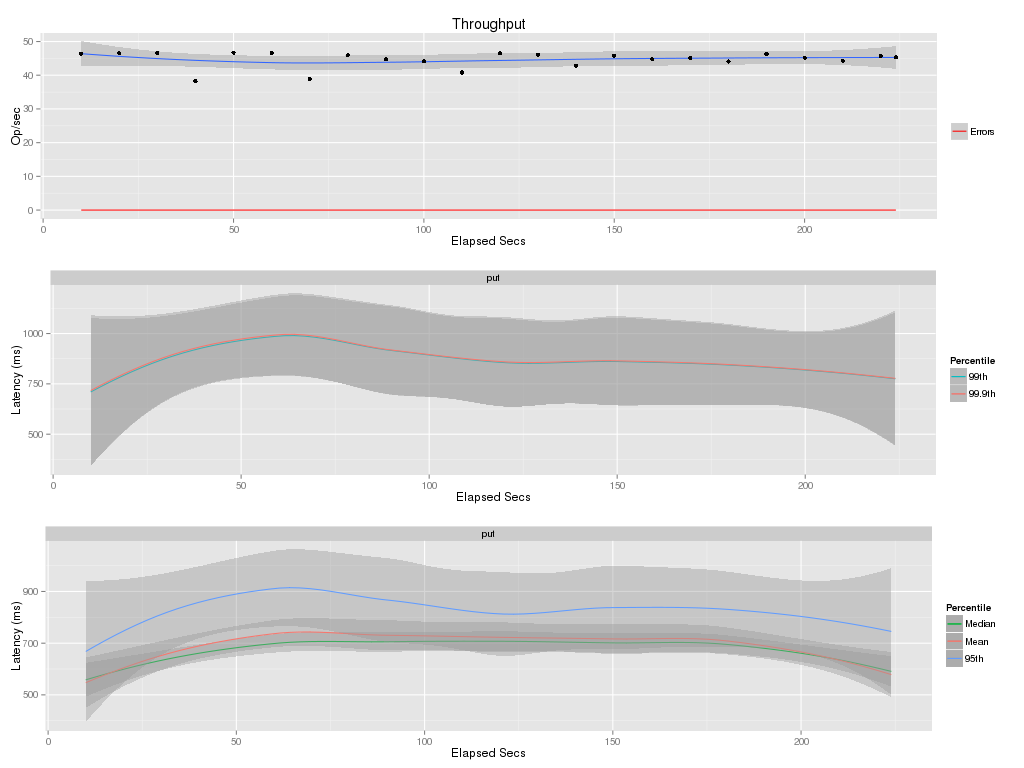 Throughput
50
40
30
20
10
0
Op/sec
0 50 100 150 200
Elapsed Secs
Errors
put
1000
750
500
Latency (ms)
0 50 100 150 200
Elapsed Secs
Percentile
99th
99.9th
put
900
700
500
Latency (ms)
0 50 100 150 200
Elapsed Secs
Percentile
Median
Mean
95th